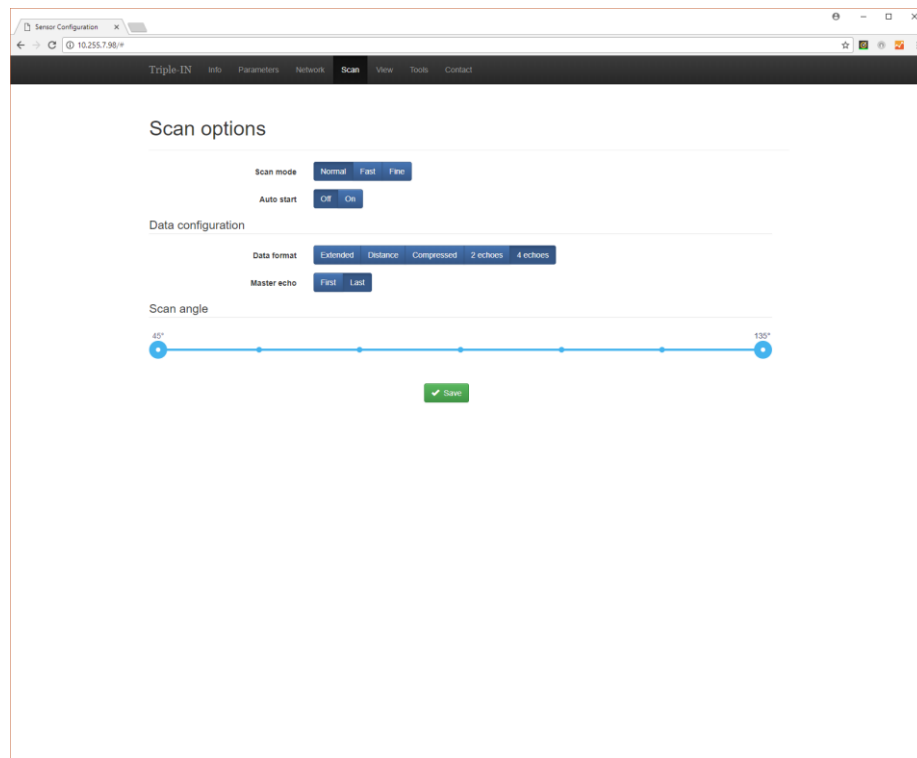 Sensor Configuration
10.255.7.98/#
Triple-IN Info Parameters Network Scan View Tools Contact
Scan options
Scan mode Normal Fast Fine
Auto start Off On
Data configuration
Data format Extended Distance Compressed 2 echoes 4 echoes
Master echo First Last
Scan angle
45° 135°
Save